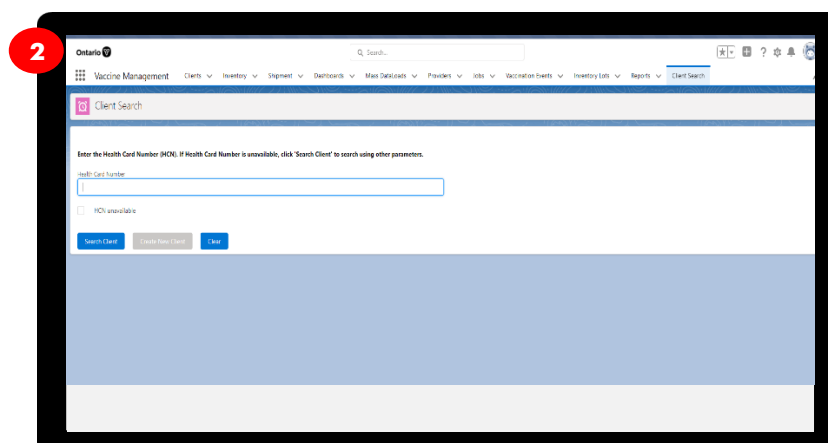 2
Ontario
Search...
Vaccine Management Clients Inventory Shipment Dashboards Mass DataLoads Providers Jobs Vaccination Events Inventory Lots Reports Client Search
Client Search
Enter the Health Card Number (HCN). If Health Card Number is unavailable, click 'Search Client' to search using other parameters.
Health Card Number
HCN unavailable
Search Client Create New Client Clear